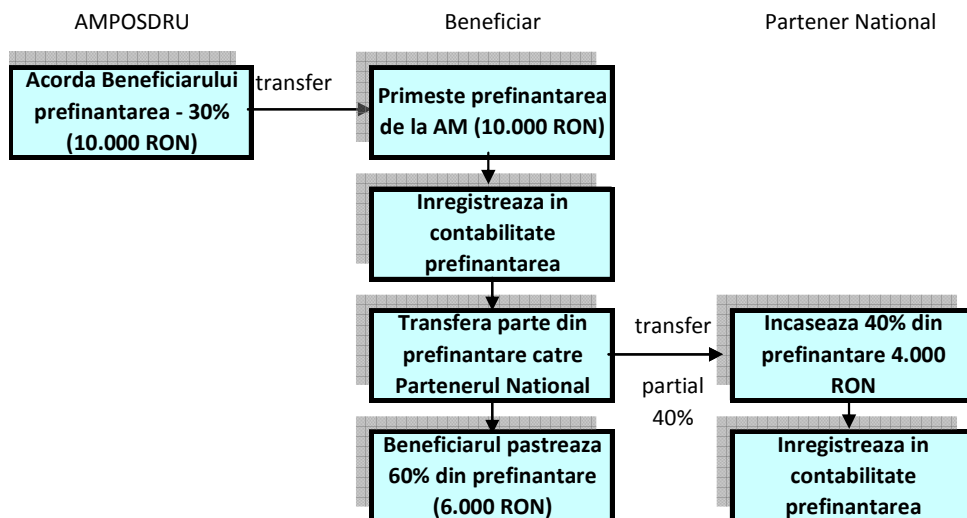 AMPOSDRU
Beneficiar
Partener National
Acorda Beneficiarului
prefinantarea - 30%
(10.000 RON)
transfer
Primeste prefinantarea
de la AM (10.000 RON)
Inregistreaza in
contabilitate
prefinantarea
Transfera parte din
prefinantare catre
Partenerul National
transfer
partial
40%
Incaseaza 40% din
prefinantare 4.000
RON
Beneficiarul pastreaza
60% din prefinantare
(6.000 RON)
Inregistreaza in
contabilitate
prefinantarea